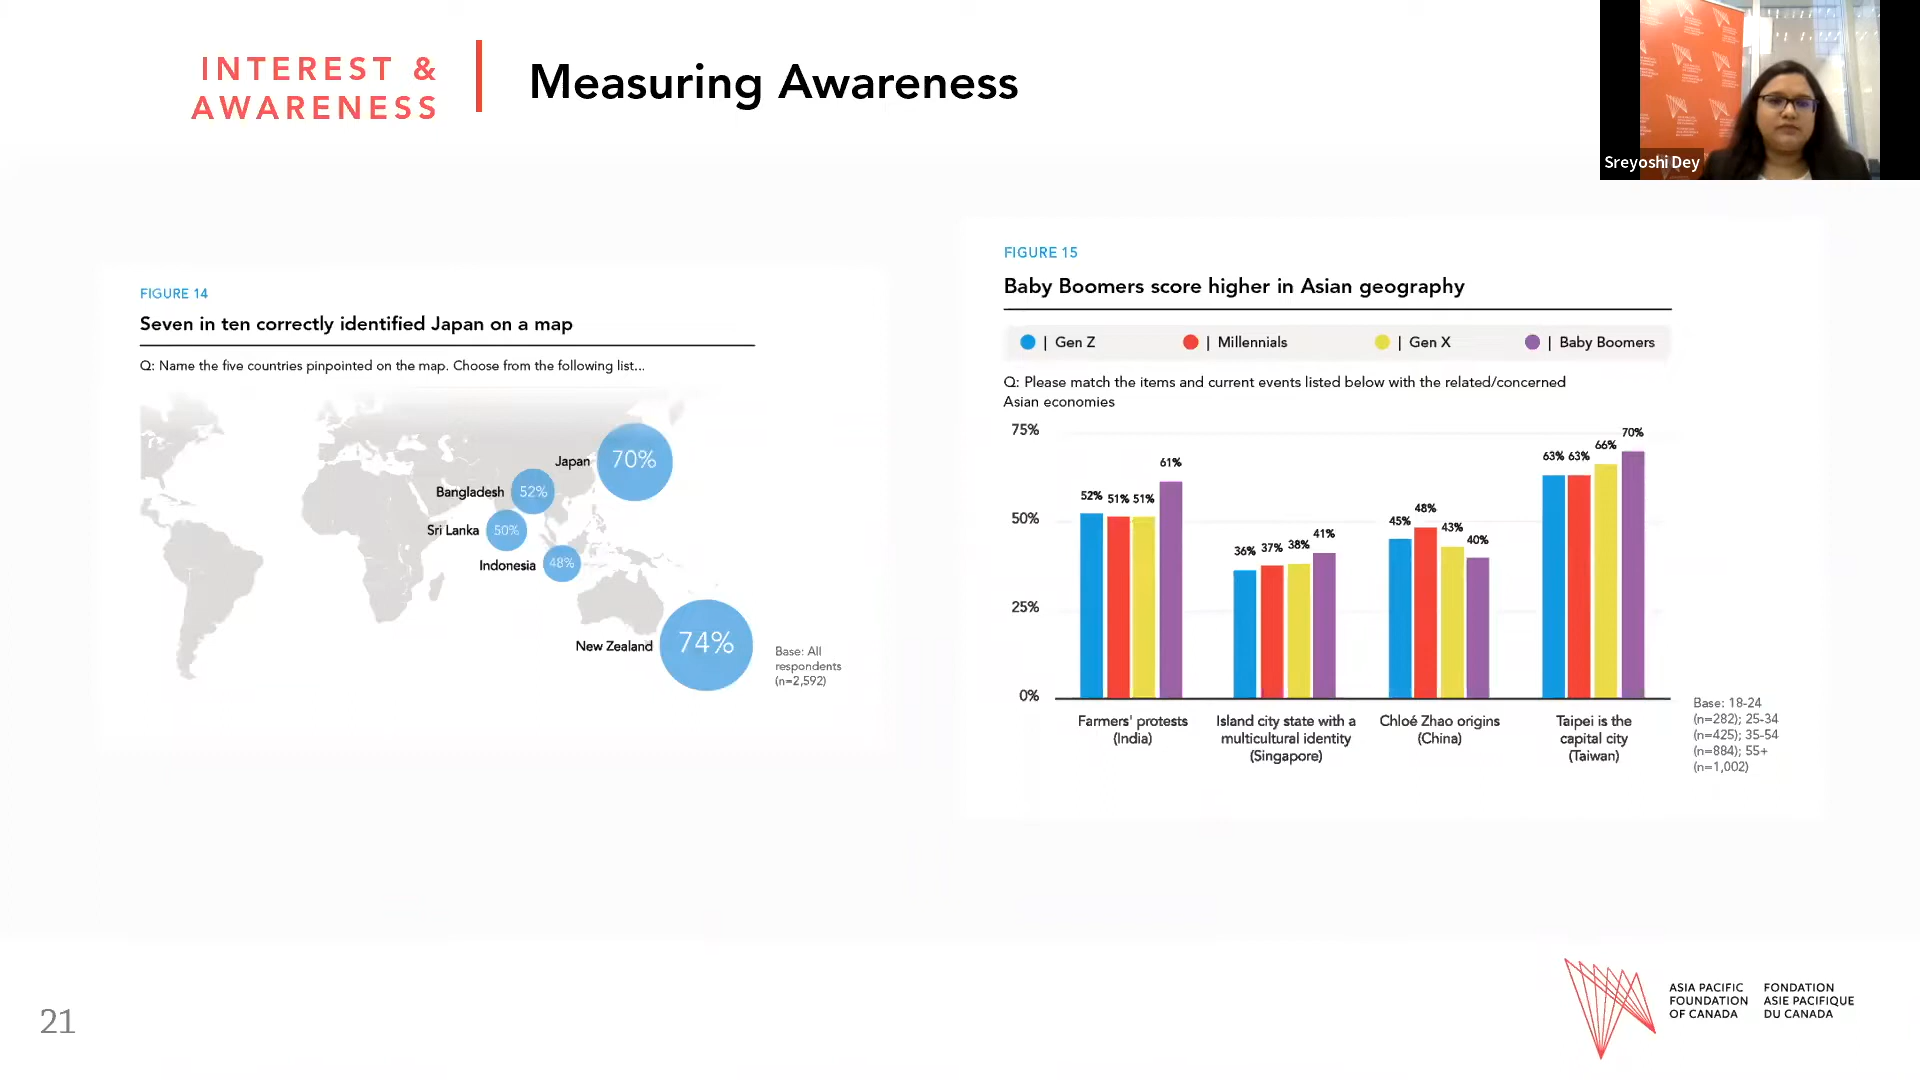 INTEREST &
AWARENESS
Measuring Awareness
Sreyoshi Dey
FIGURE 14
Seven in ten correctly identified Japan on a map
Q: Name the five countries pinpointed on the map. Choose from the following list...
Japan
70%
Bangladesh
52%
Sri Lanka
50%
Indonesia
48%
New Zealand
74%
Base: All
respondents
(n=2,592)
FIGURE 15
Baby Boomers score higher in Asian geography
| Gen Z | Millennials | Gen X | Baby Boomers
Q: Please match the items and current events listed below with the related/concerned
Asian economies
75%
50%
25%
0%
52% 51% 51% 61%
36% 37% 38% 41%
45% 48% 43% 40%
63% 63% 66% 70%
Farmers' protests
(India)
Island city state with a
multicultural identity
(Singapore)
Chloé Zhao origins
(China)
Taipei is the
capital city
(Taiwan)
Base: 18-24
(n=282); 25-34
(n=425); 35-54
(n=884); 55+
(n=1,002)
21
ASIA PACIFIC
FOUNDATION
OF CANADA
FONDATION
ASIE PACIFIQUE
DU CANADA